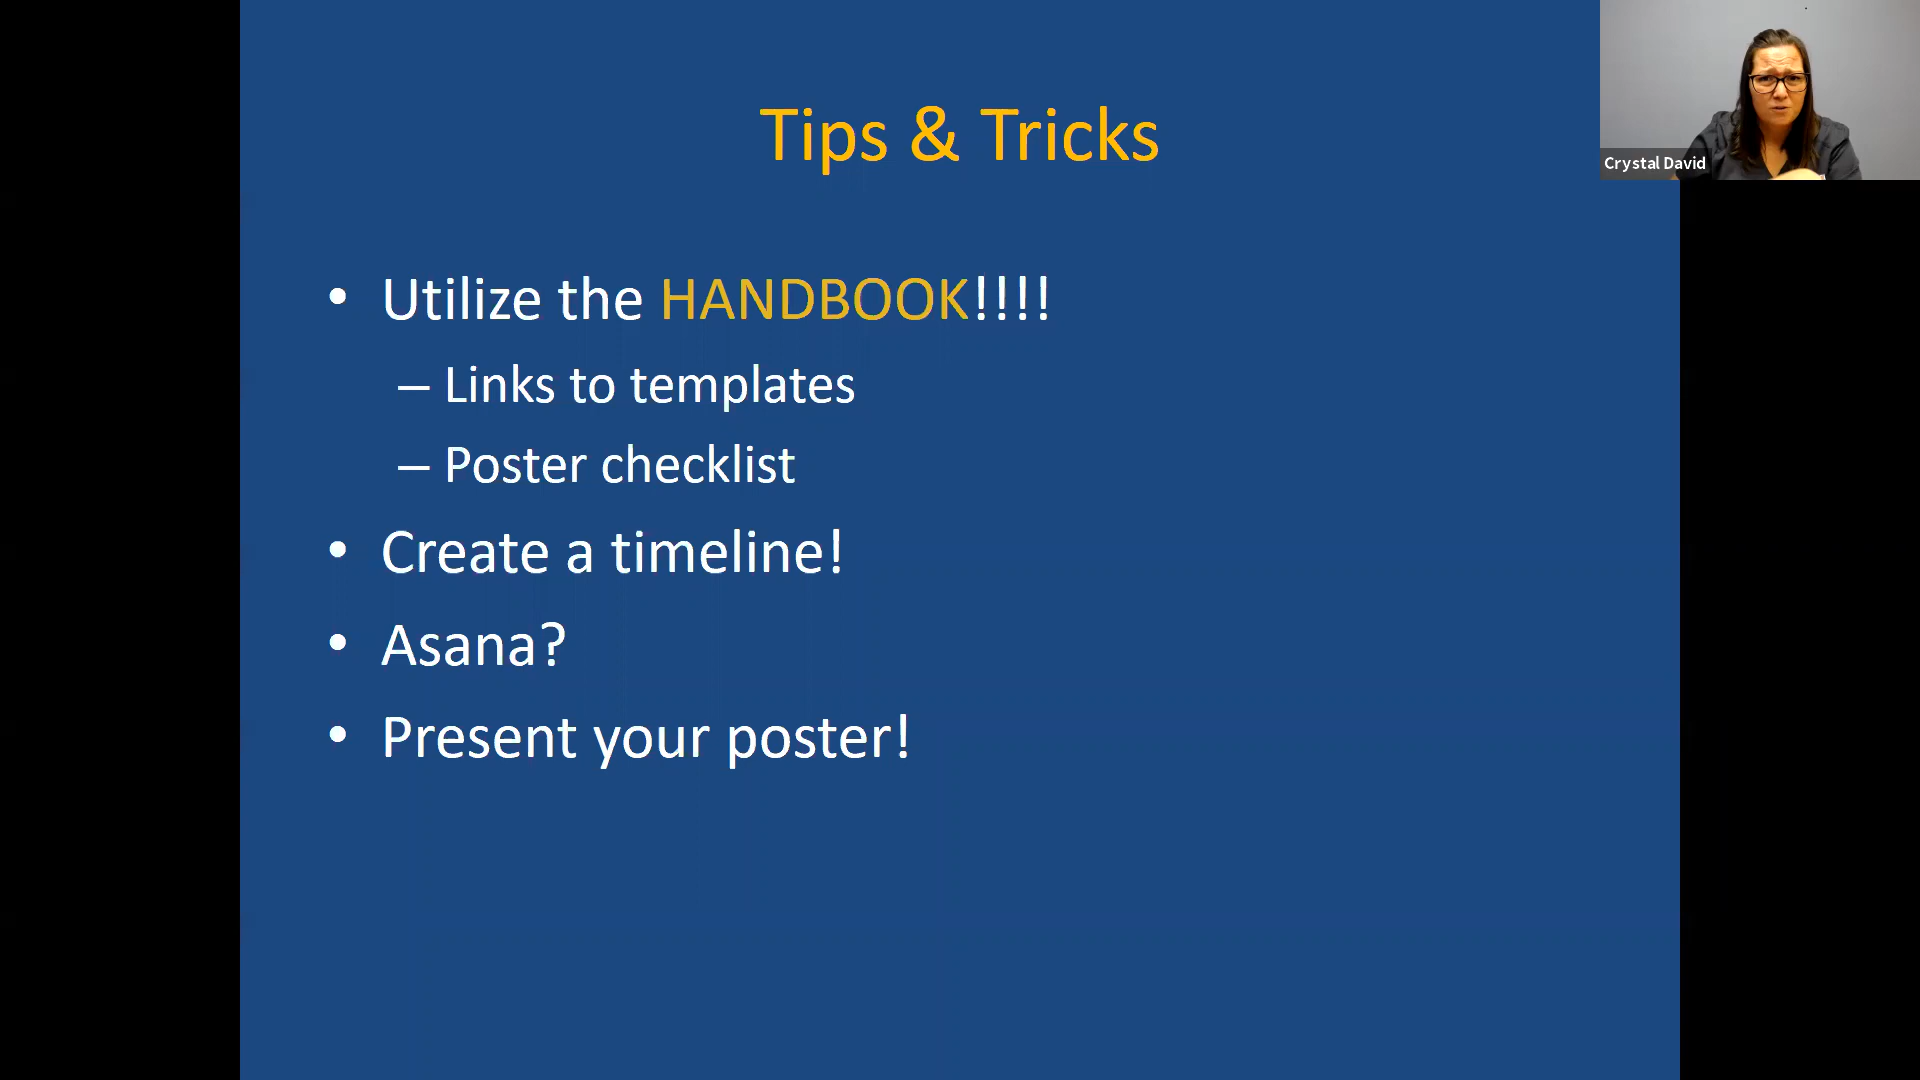 Tips & Tricks
• Utilize the HANDBOOK!!!!
– Links to templates
– Poster checklist
• Create a timeline!
• Asana?
• Present your poster!
Crystal David